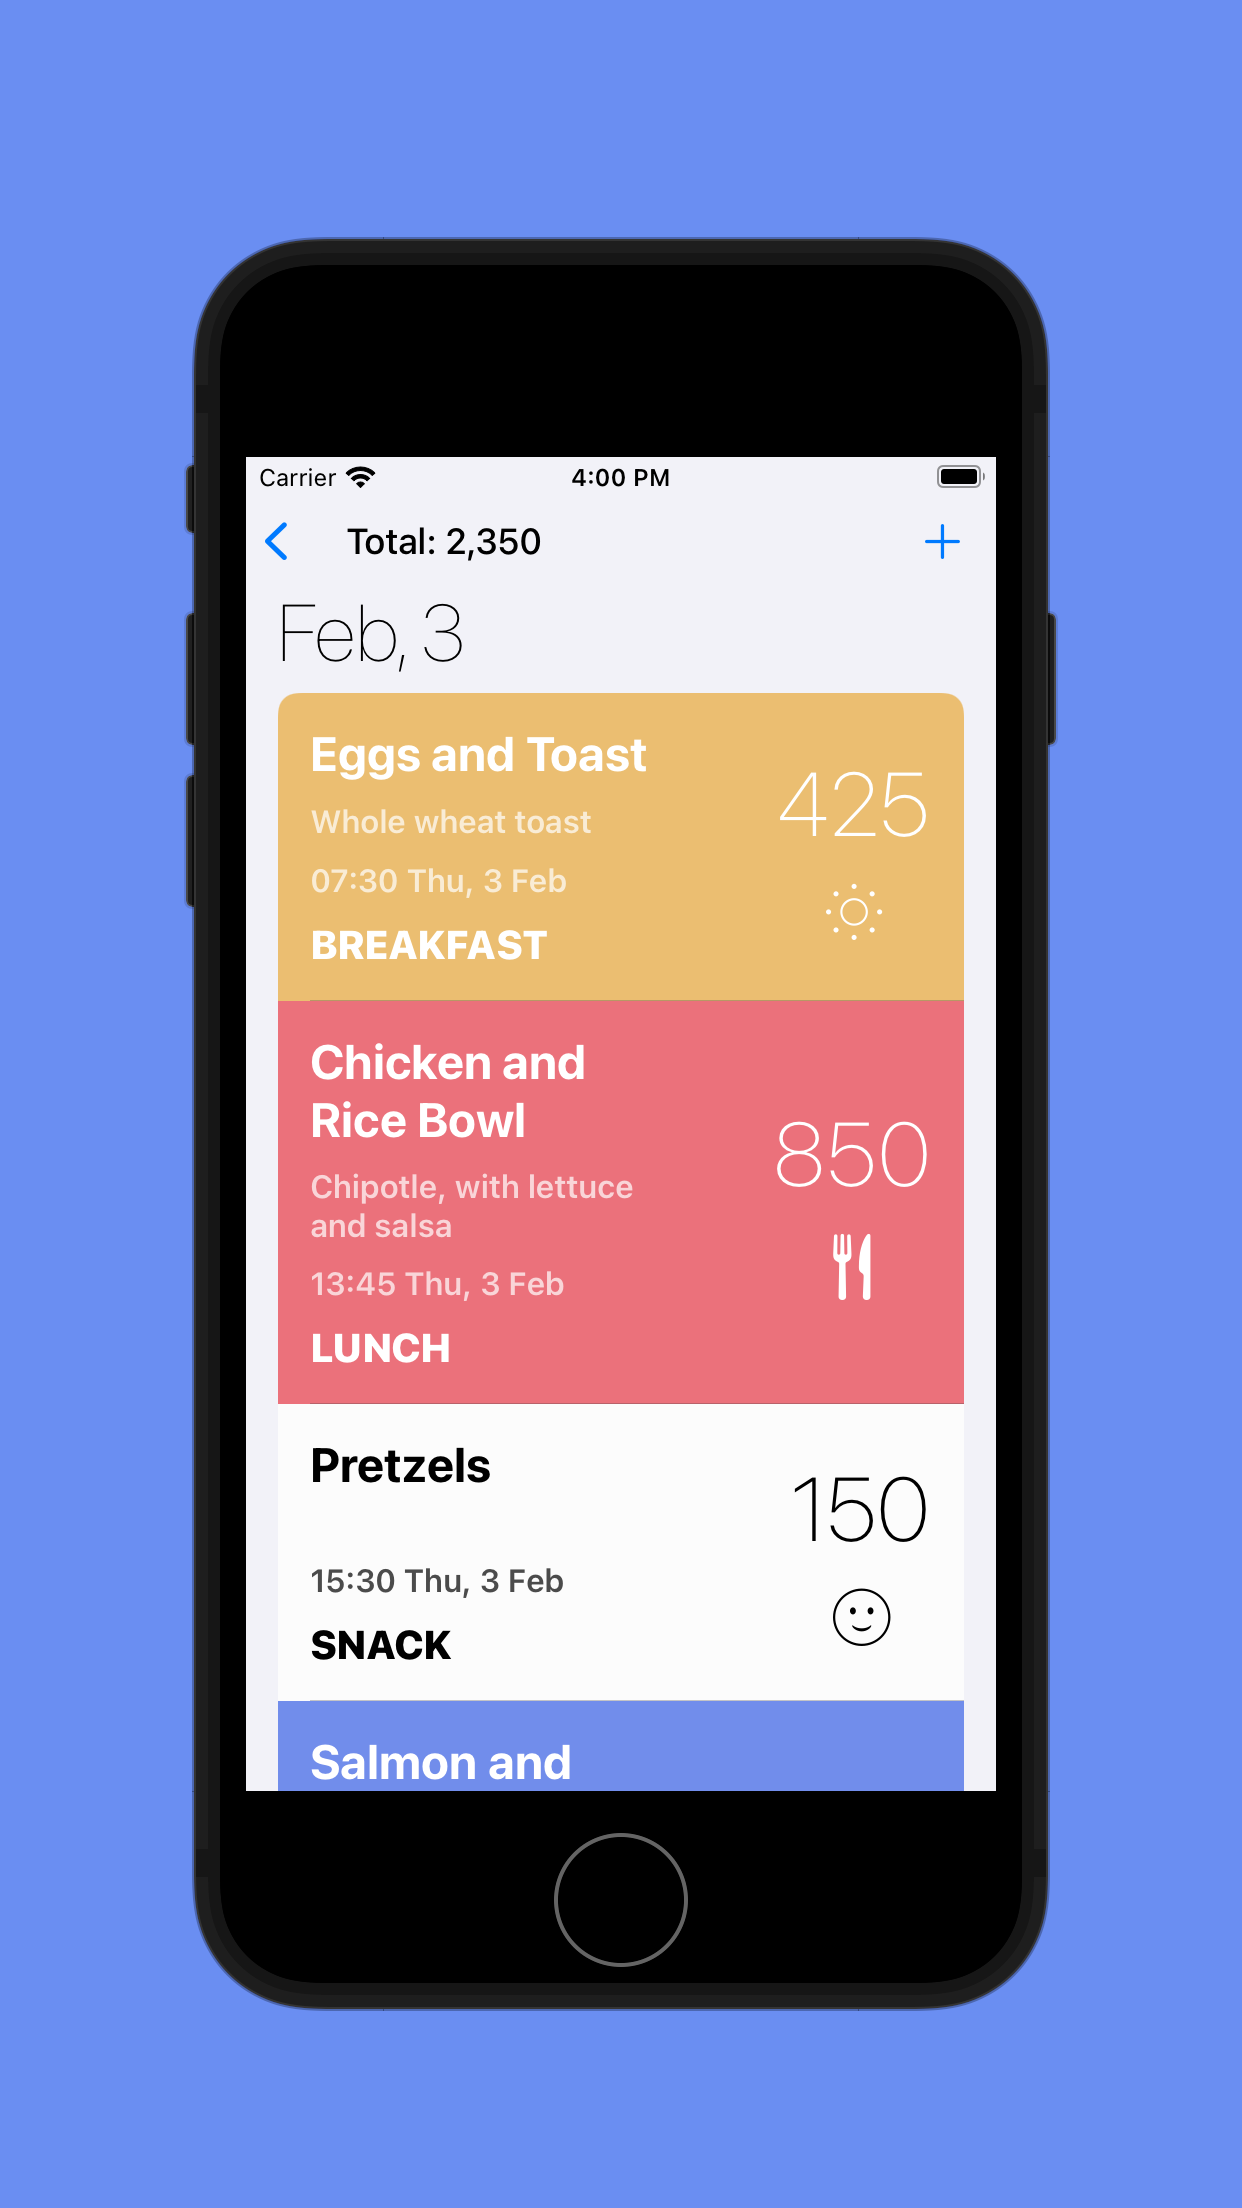 Carrier 4:00 PM
Total: 2,350
Feb, 3
Eggs and Toast
425
Whole wheat toast
07:30 Thu, 3 Feb
BREAKFAST
Chicken and
Rice Bowl
850
Chipotle, with lettuce
and salsa
13:45 Thu, 3 Feb
LUNCH
Pretzels
150
15:30 Thu, 3 Feb
SNACK
Salmon and